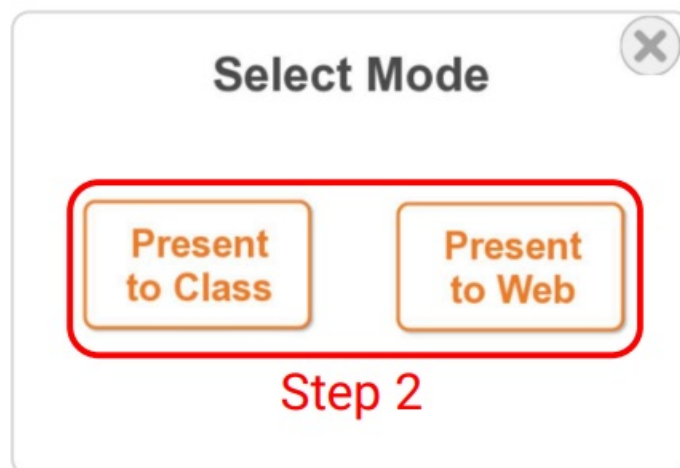 Select Mode
Present
to Class
Present
to Web
Step 2